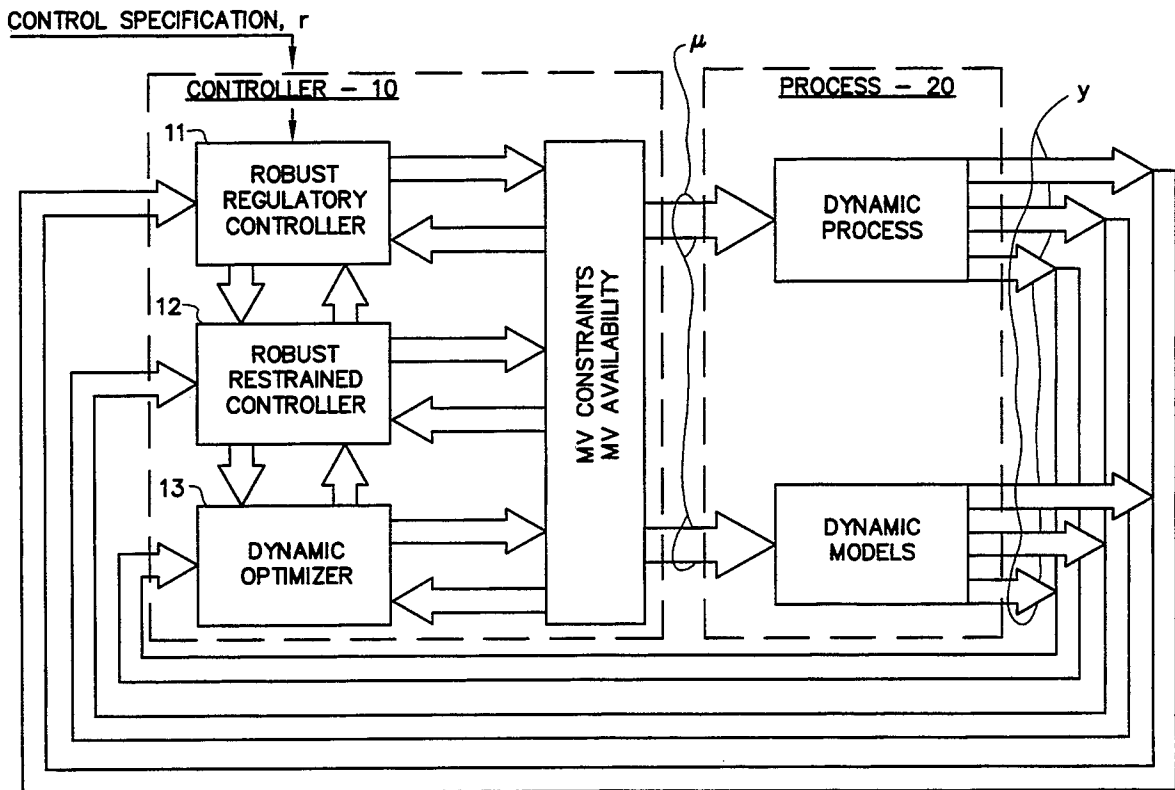 CONTROL SPECIFICATION, r
μ
CONTROLLER - 10
PROCESS - 20
y
11
ROBUST
REGULATORY
CONTROLLER
DYNAMIC
PROCESS
12
ROBUST
RESTRAINED
CONTROLLER
MV CONSTRAINTS
MV AVAILABILITY
13
DYNAMIC
OPTIMIZER
DYNAMIC
MODELS